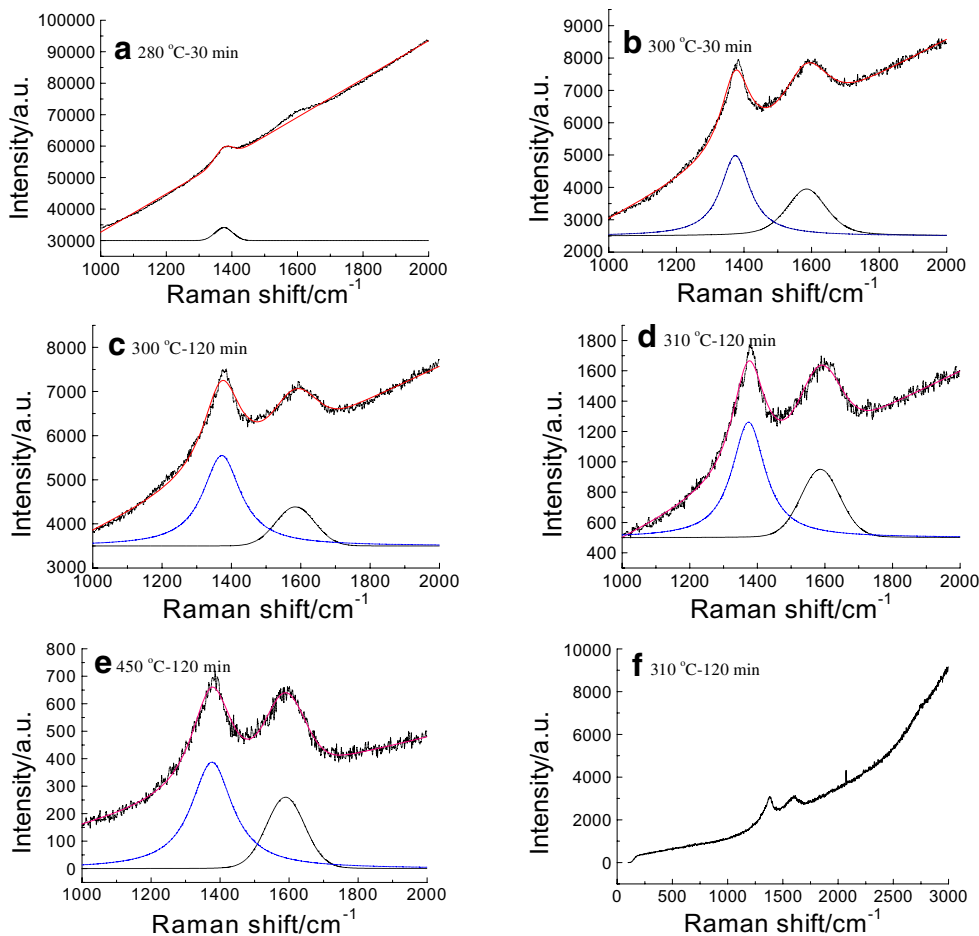 a 280 °C-30 min
100000
90000
80000
70000
60000
50000
40000
30000
Intensity/a.u.
1000 1200 1400 1600 1800 2000
Raman shift/cm⁻¹
b 300 °C-30 min
9000
8000
7000
6000
5000
4000
3000
2000
Intensity/a.u.
1000 1200 1400 1600 1800 2000
Raman shift/cm⁻¹
c 300 °C-120 min
8000
7000
6000
5000
4000
3000
Intensity/a.u.
1000 1200 1400 1600 1800 2000
Raman shift/cm⁻¹
d 310 °C-120 min
1800
1600
1400
1200
1000
800
600
400
Intensity/a.u.
1000 1200 1400 1600 1800 2000
Raman shift/cm⁻¹
e 450 °C-120 min
800
700
600
500
400
300
200
100
0
Intensity/a.u.
1000 1200 1400 1600 1800 2000
Raman shift/cm⁻¹
f 310 °C-120 min
10000
8000
6000
4000
2000
0
Intensity/a.u.
0 500 1000 1500 2000 2500 3000
Raman shift/cm⁻¹